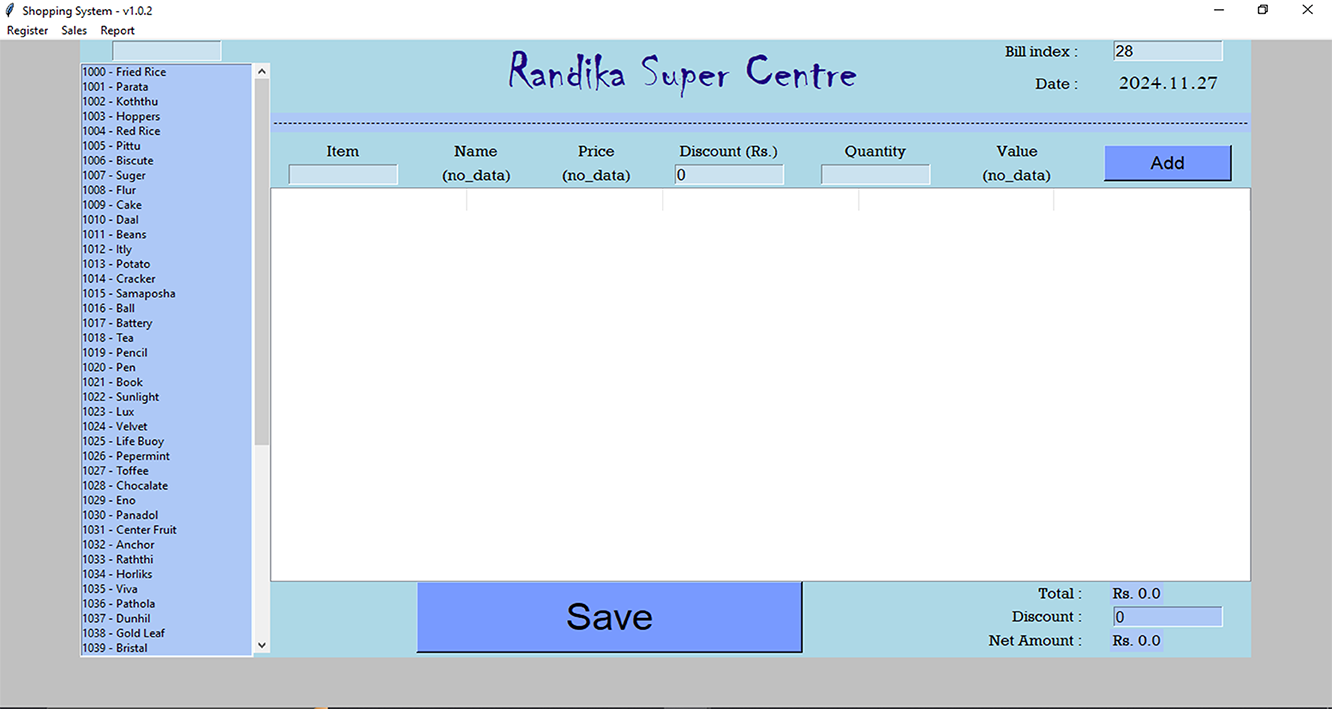 Shopping System - v1.0.2
Register Sales Report
Randika Super Centre
Bill index : 28
Date : 2024.11.27
--------------------------------------------------------------------------------
Item Name Price Discount (Rs.) Quantity Value
(no_data) (no_data) 0 (no_data)
Add
1000 - Fried Rice
1001 - Parata
1002 - Koththu
1003 - Hoppers
1004 - Red Rice
1005 - Pittu
1006 - Biscute
1007 - Suger
1008 - Flur
1009 - Cake
1010 - Daal
1011 - Beans
1012 - Itly
1013 - Potato
1014 - Cracker
1015 - Samaposha
1016 - Ball
1017 - Battery
1018 - Tea
1019 - Pencil
1020 - Pen
1021 - Book
1022 - Sunlight
1023 - Lux
1024 - Velvet
1025 - Life Buoy
1026 - Pepermint
1027 - Toffee
1028 - Chocalate
1029 - Eno
1030 - Panadol
1031 - Center Fruit
1032 - Anchor
1033 - Raththi
1034 - Horliks
1035 - Viva
1036 - Pathola
1037 - Dunhil
1038 - Gold Leaf
1039 - Bristal
Save
Total : Rs. 0.0
Discount : 0
Net Amount : Rs. 0.0